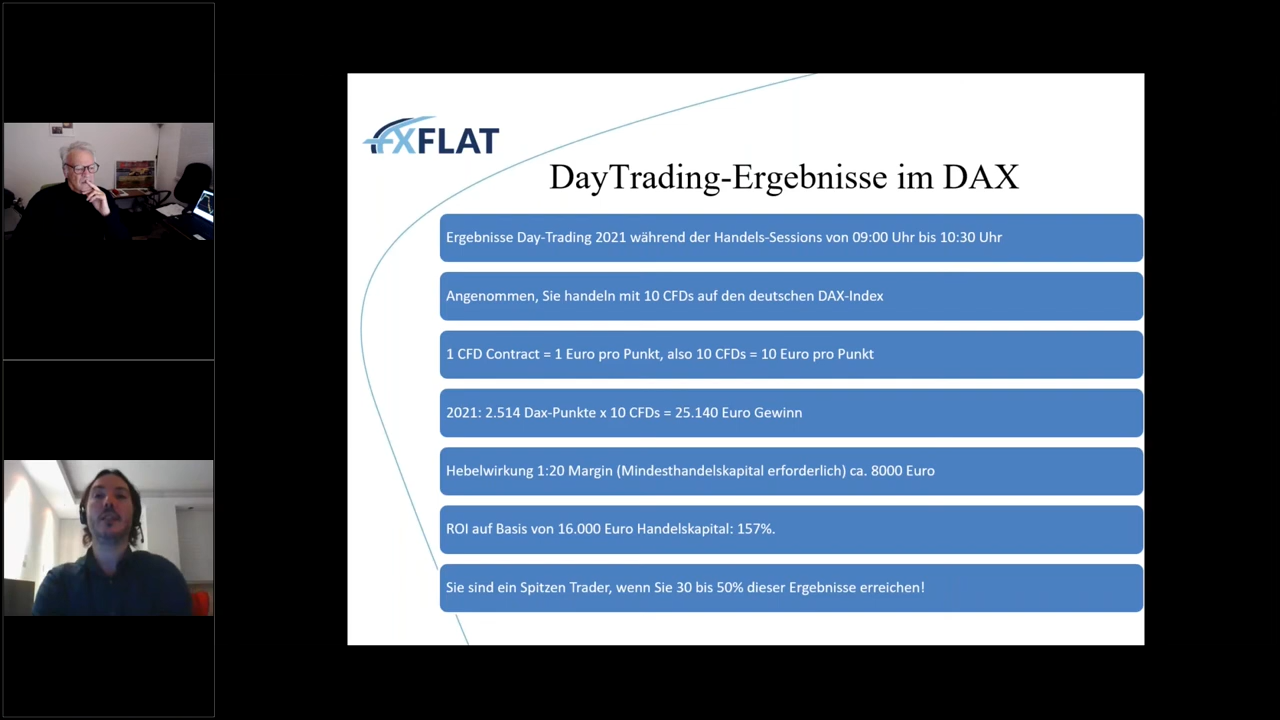 FXFLAT
DayTrading-Ergebnisse im DAX
Ergebnisse Day-Trading 2021 während der Handels-Sessions von 09:00 Uhr bis 10:30 Uhr
Angenommen, Sie handeln mit 10 CFDs auf den deutschen DAX-Index
1 CFD Contract = 1 Euro pro Punkt, also 10 CFDs = 10 Euro pro Punkt
2021: 2.514 Dax-Punkte x 10 CFDs = 25.140 Euro Gewinn
Hebelwirkung 1:20 Margin (Mindesthandelskapital erforderlich) ca. 8000 Euro
ROI auf Basis von 16.000 Euro Handelskapital: 157%.
Sie sind ein Spitzen Trader, wenn Sie 30 bis 50% dieser Ergebnisse erreichen!